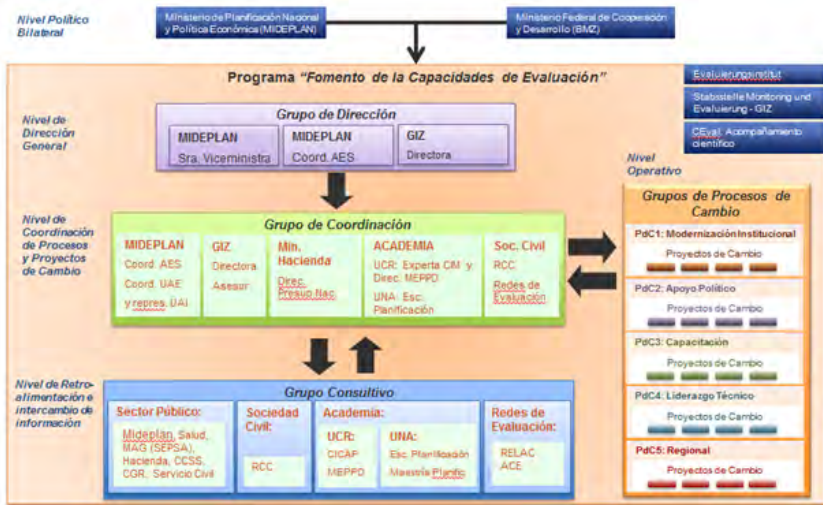 Nivel Político
Bilateral
Ministerio de Planificación Nacional
y Política Económica (MIDEPLAN)
Ministerio Federal de Cooperación
y Desarrollo (BMZ)
Programa "Fomento de la Capacidades de Evaluación"
Evaluierungsinstitut
Stabsstelle Monitoring und
Evaluierung - GIZ
CEval: Acompañamiento
científico
Nivel de
Dirección
General
Grupo de Dirección
MIDEPLAN
Sra. Viceministra
MIDEPLAN
Coord. AES
GIZ
Directora
Nivel de
Coordinación
de Procesos
y Proyectos
de Cambio
Grupo de Coordinación
MIDEPLAN
Coord. AES
Coord. UAE
y repres. UAI
GIZ
Directora
Asesor
Min.
Hacienda
Direc.
Presup Nac.
ACADEMIA
UCR: Experta CIM y
Direc. MEPPD
UNA: Esc.
Planificación
Soc. Civil
RCC
Redes de
Evaluación
Nivel de Retro-
alimentación e
intercambio de
información
Grupo Consultivo
Sector Público:
Mideplan, Salud,
MAG (SEPSA),
Hacienda, CCSS,
CGR, Servicio Civil
Sociedad
Civil:
RCC
Academia:
UCR:
CICAP
MEPPD
UNA:
Esc. Planificación
Maestría Planific
Redes de
Evaluación:
RELAC
ACE
Nivel
Operativo
Grupos de Procesos de
Cambio
PdC1: Modernización Institucional
Proyectos de Cambio
PdC2: Apoyo Político
Proyectos de Cambio
PdC3: Capacitación
Proyectos de Cambio
PdC4: Liderazgo Técnico
Proyectos de Cambio
PdC5: Regional
Proyectos de Cambio